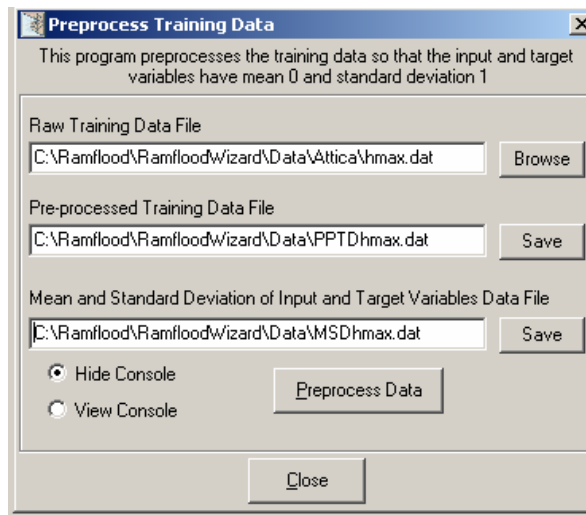 Preprocess Training Data
This program preprocesses the training data so that the input and target
variables have mean 0 and standard deviation 1
Raw Training Data File
C:\Ramflood\RamfloodWizard\Data\Attica\hmax.dat
Browse
Pre-processed Training Data File
C:\Ramflood\RamfloodWizard\Data\PPTDhmax.dat
Save
Mean and Standard Deviation of Input and Target Variables Data File
C:\Ramflood\RamfloodWizard\Data\MSDhmax.dat
Save
Hide Console
View Console
Preprocess Data
Close